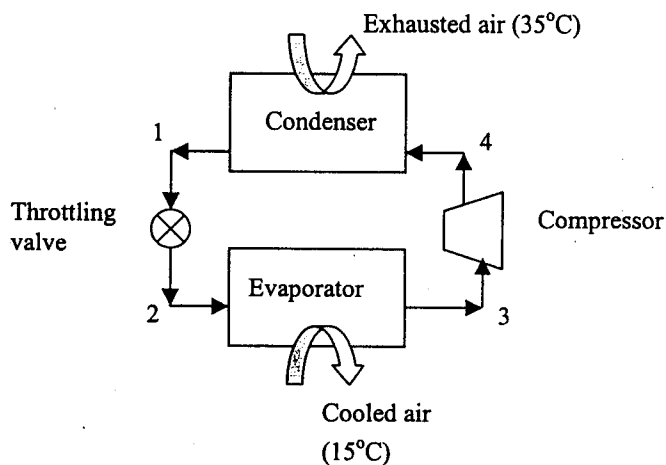 Exhausted air (35°C)
Condenser
1
4
Throttling
valve
Compressor
Evaporator
2
3
Cooled air
(15°C)